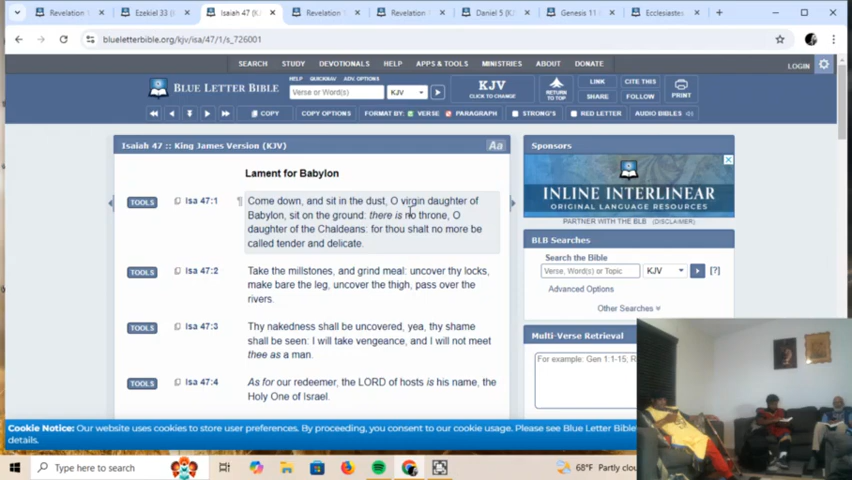 Revelation 1
Ezekiel 33 (
Isaiah 47 (K
Revelation 1
Revelation 1
Daniel 5 (K
Genesis 11
Ecclesiastes
blueletterbible.org/kjv/isa/47/1/s_726001
SEARCH STUDY DEVOTIONALS HELP APPS & TOOLS MINISTRIES ABOUT DONATE
LOGIN
HELP QUICKNAV ADV. OPTIONS
BLUE LETTER BIBLE
Verse or Word(s)
KJV
KJV
CLICK TO CHANGE
RETURN
TO TOP
LINK
SHARE
CITE THIS
FOLLOW
PRINT
COPY COPY OPTIONS FORMAT BY: VERSE PARAGRAPH STRONG'S RED LETTER AUDIO BIBLES
Isaiah 47 :: King James Version (KJV)
Aa
Lament for Babylon
TOOLS Isa 47:1 ¶ Come down, and sit in the dust, O virgin daughter of
Babylon, sit on the ground: there is no throne, O
daughter of the Chaldeans: for thou shalt no more be
called tender and delicate.
TOOLS Isa 47:2 Take the millstones, and grind meal: uncover thy locks,
make bare the leg, uncover the thigh, pass over the
rivers.
TOOLS Isa 47:3 Thy nakedness shall be uncovered, yea, thy shame
shall be seen: I will take vengeance, and I will not meet
thee as a man.
TOOLS Isa 47:4 As for our redeemer, the LORD of hosts is his name, the
Holy One of Israel.
Sponsors
INLINE INTERLINEAR
PARTNER WITH THE BLB (DISCLAIMER)
BLB Searches
Search the Bible
Verse, Word(s) or Topic KJV [?]
Advanced Options
Other Searches
Multi-Verse Retrieval
For example: Gen 1:1-15; R
Cookie Notice: Our website uses cookies to store user preferences. By proceeding, you consent to our cookie usage. Please see Blue Letter Bible
details.
Type here to search
68°F Partly clou